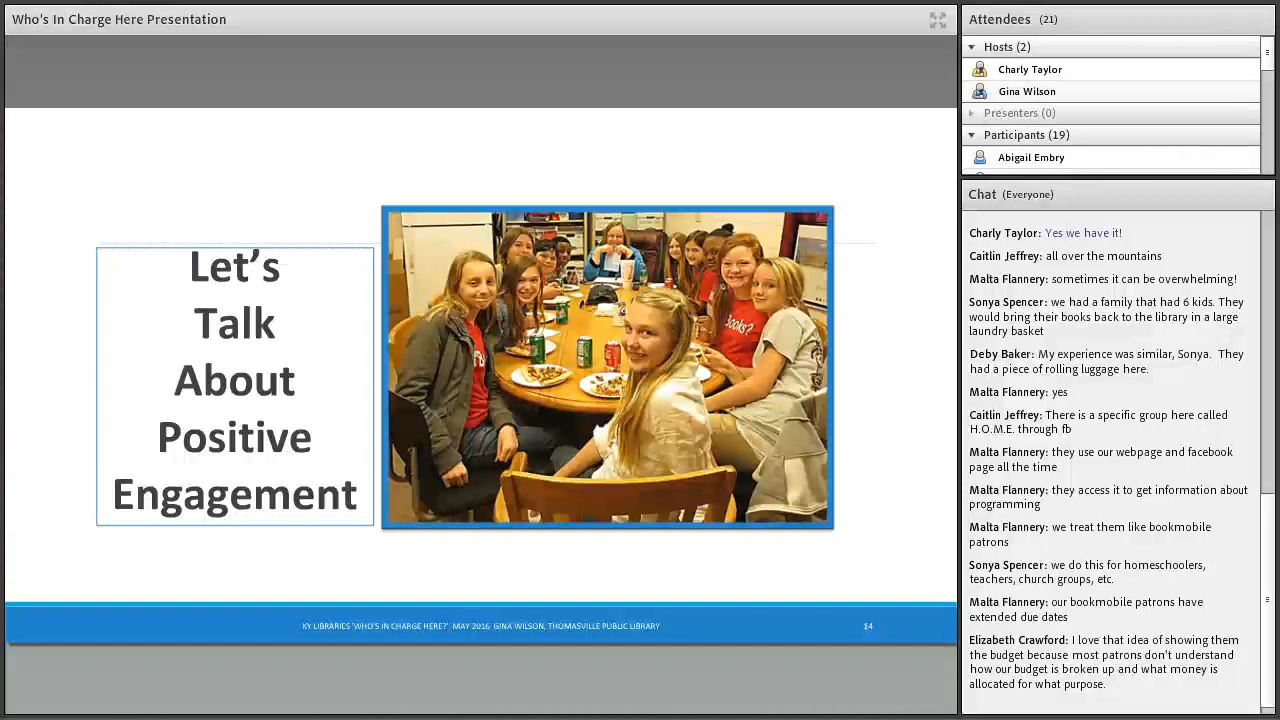 Who's In Charge Here Presentation
Let's
Talk
About
Positive
Engagement
Books?
KY LIBRARIES 'WHO'S IN CHARGE HERE?' MAY 2016 GINA WILSON, THOMASVILLE PUBLIC LIBRARY
14
Attendees (21)
Hosts (2)
Charly Taylor
Gina Wilson
Presenters (0)
Participants (19)
Abigail Embry
Chat (Everyone)
Charly Taylor: Yes we have it!
Caitlin Jeffrey: all over the mountains
Malta Flannery: sometimes it can be overwhelming!
Sonya Spencer: we had a family that had 6 kids. They
would bring their books back to the library in a large
laundry basket
Deby Baker: My experience was similar, Sonya. They
had a piece of rolling luggage here.
Malta Flannery: yes
Caitlin Jeffrey: There is a specific group here called
H.O.M.E. through fb
Malta Flannery: they use our webpage and facebook
page all the time
Malta Flannery: they access it to get information about
programming
Malta Flannery: we treat them like bookmobile
patrons
Sonya Spencer: we do this for homeschoolers,
teachers, church groups, etc.
Malta Flannery: our bookmobile patrons have
extended due dates
Elizabeth Crawford: I love that idea of showing them
the budget because most patrons don't understand
how our budget is broken up and what money is
allocated for what purpose.